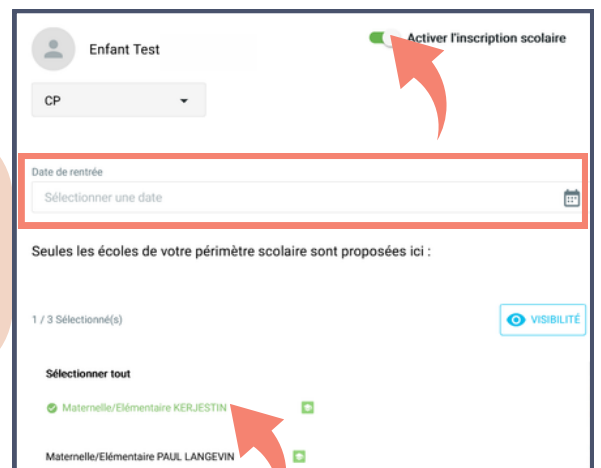 Enfant Test
Activer l'inscription scolaire
CP
Date de rentrée
Sélectionner une date
Seules les écoles de votre périmètre scolaire sont proposées ici :
1 / 3 Sélectionné(s)
VISIBILITÉ
Sélectionner tout
Maternelle/Elémentaire KERJESTIN
Maternelle/Elémentaire PAUL LANGEVIN